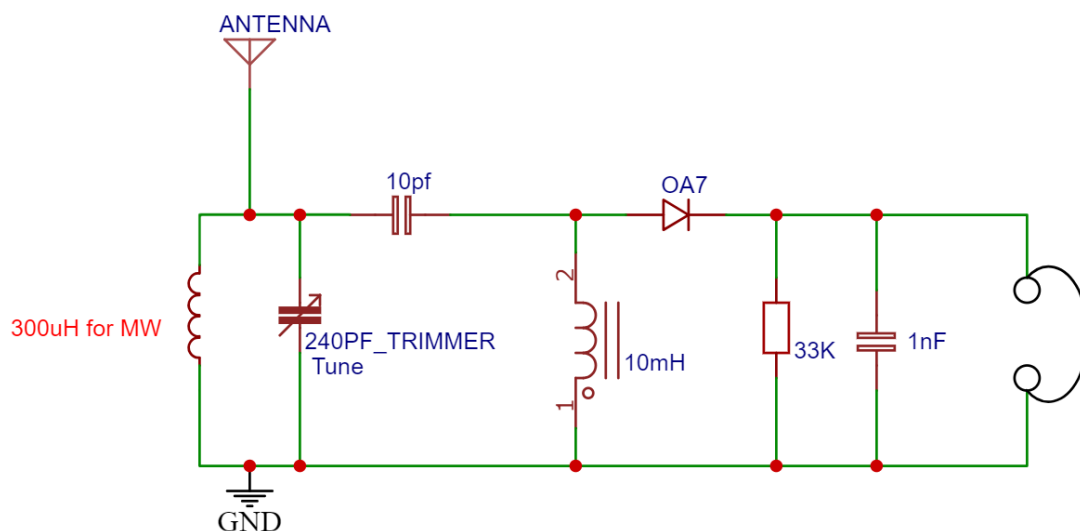 ANTENNA
10pf
OA7
2
300uH for MW
240PF_TRIMMER
Tune
10mH
33K
1nF
1
GND